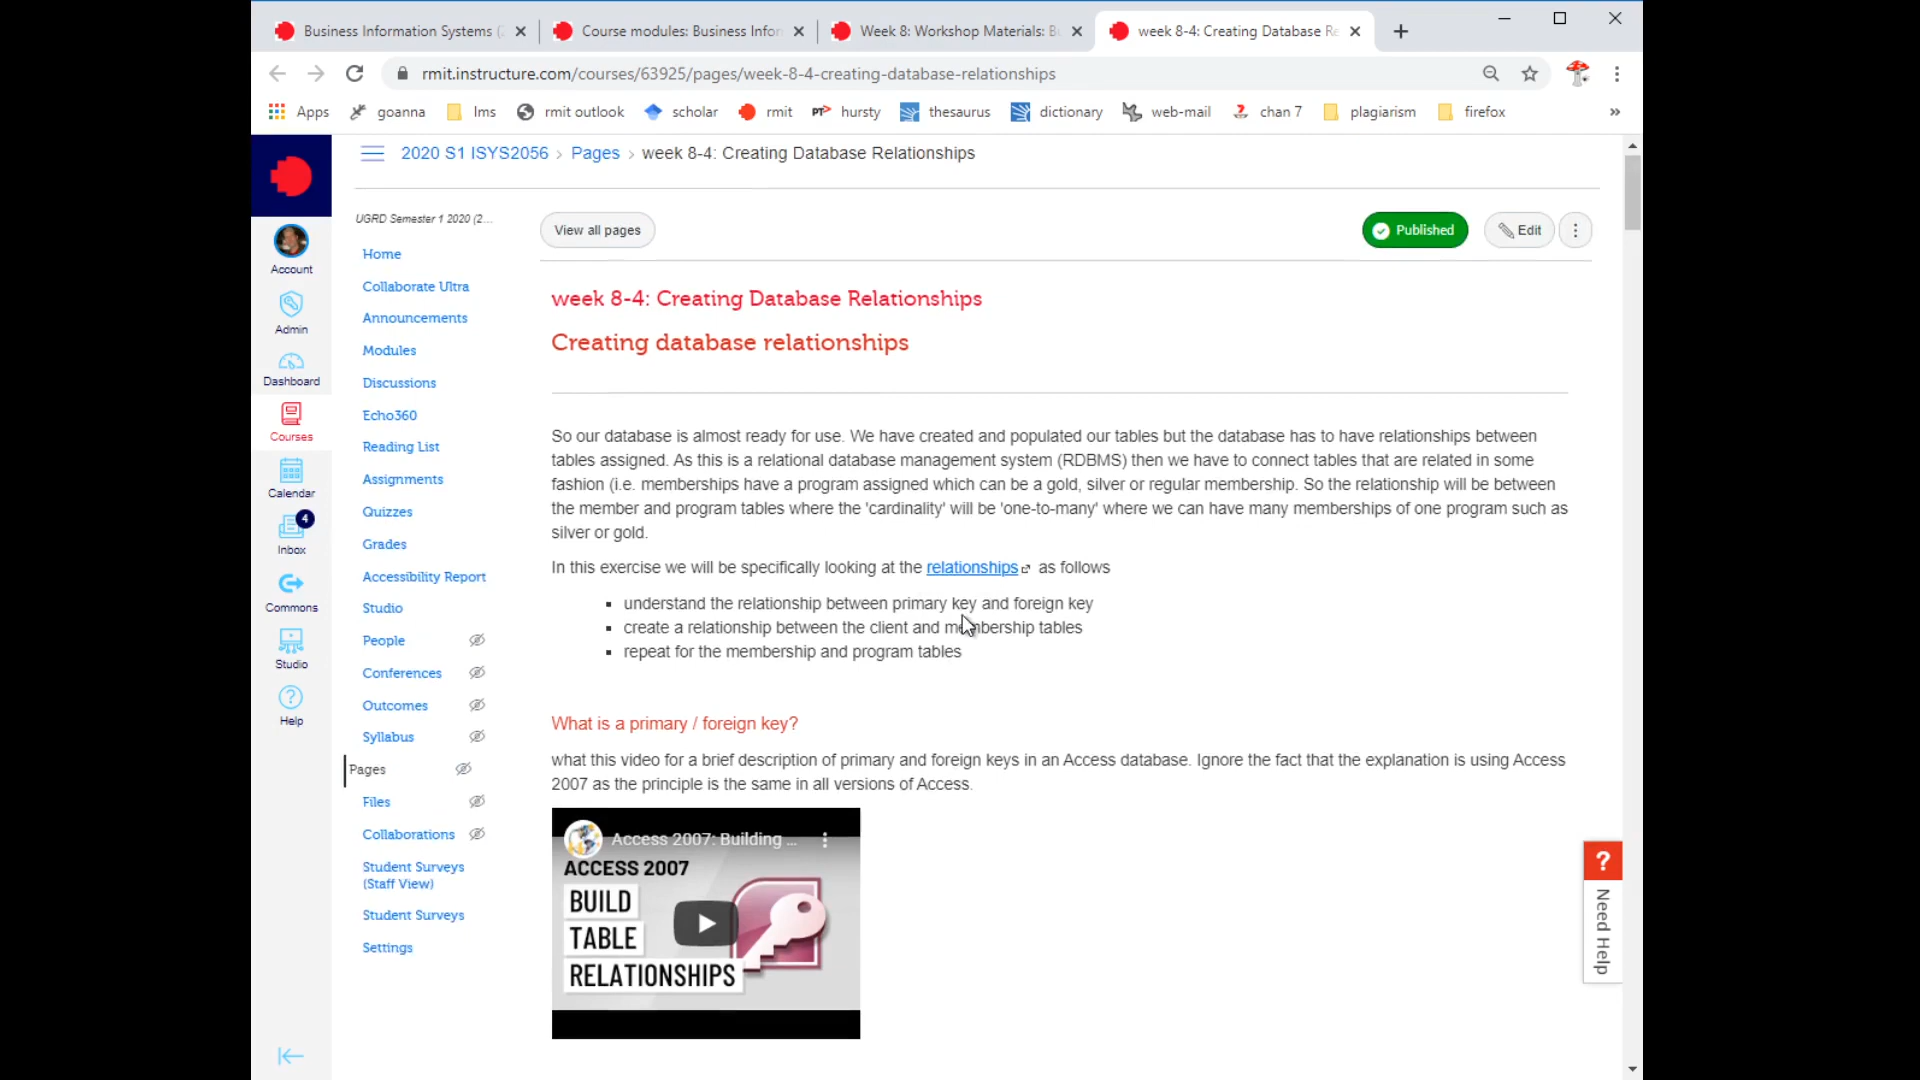 Business Information Systems (
Course modules: Business Infor
Week 8: Workshop Materials: B
week 8-4: Creating Database Re
rmit.instructure.com/courses/63925/pages/week-8-4-creating-database-relationships
Apps
goanna
lms
rmit outlook
scholar
rmit
PT>
hursty
thesaurus
dictionary
web-mail
chan 7
plagiarism
firefox
»
2020 S1 ISYS2056 > Pages > week 8-4: Creating Database Relationships
Account
Admin
Dashboard
Courses
Calendar
4
Inbox
Commons
Studio
Help
UGRD Semester 1 2020 (2...
Home
Collaborate Ultra
Announcements
Modules
Discussions
Echo360
Reading List
Assignments
Quizzes
Grades
Accessibility Report
Studio
People
Conferences
Outcomes
Syllabus
Pages
Files
Collaborations
Student Surveys
(Staff View)
Student Surveys
Settings
View all pages
Published
Edit
week 8-4: Creating Database Relationships
Creating database relationships
So our database is almost ready for use. We have created and populated our tables but the database has to have relationships between
tables assigned. As this is a relational database management system (RDBMS) then we have to connect tables that are related in some
fashion (i.e. memberships have a program assigned which can be a gold, silver or regular membership. So the relationship will be between
the member and program tables where the 'cardinality' will be 'one-to-many' where we can have many memberships of one program such as
silver or gold.
In this exercise we will be specifically looking at the relationships as follows
understand the relationship between primary key and foreign key
create a relationship between the client and membership tables
repeat for the membership and program tables
What is a primary / foreign key?
what this video for a brief description of primary and foreign keys in an Access database. Ignore the fact that the explanation is using Access
2007 as the principle is the same in all versions of Access.
Access 2007: Building ...
ACCESS 2007
BUILD
TABLE
RELATIONSHIPS
?
Need Help